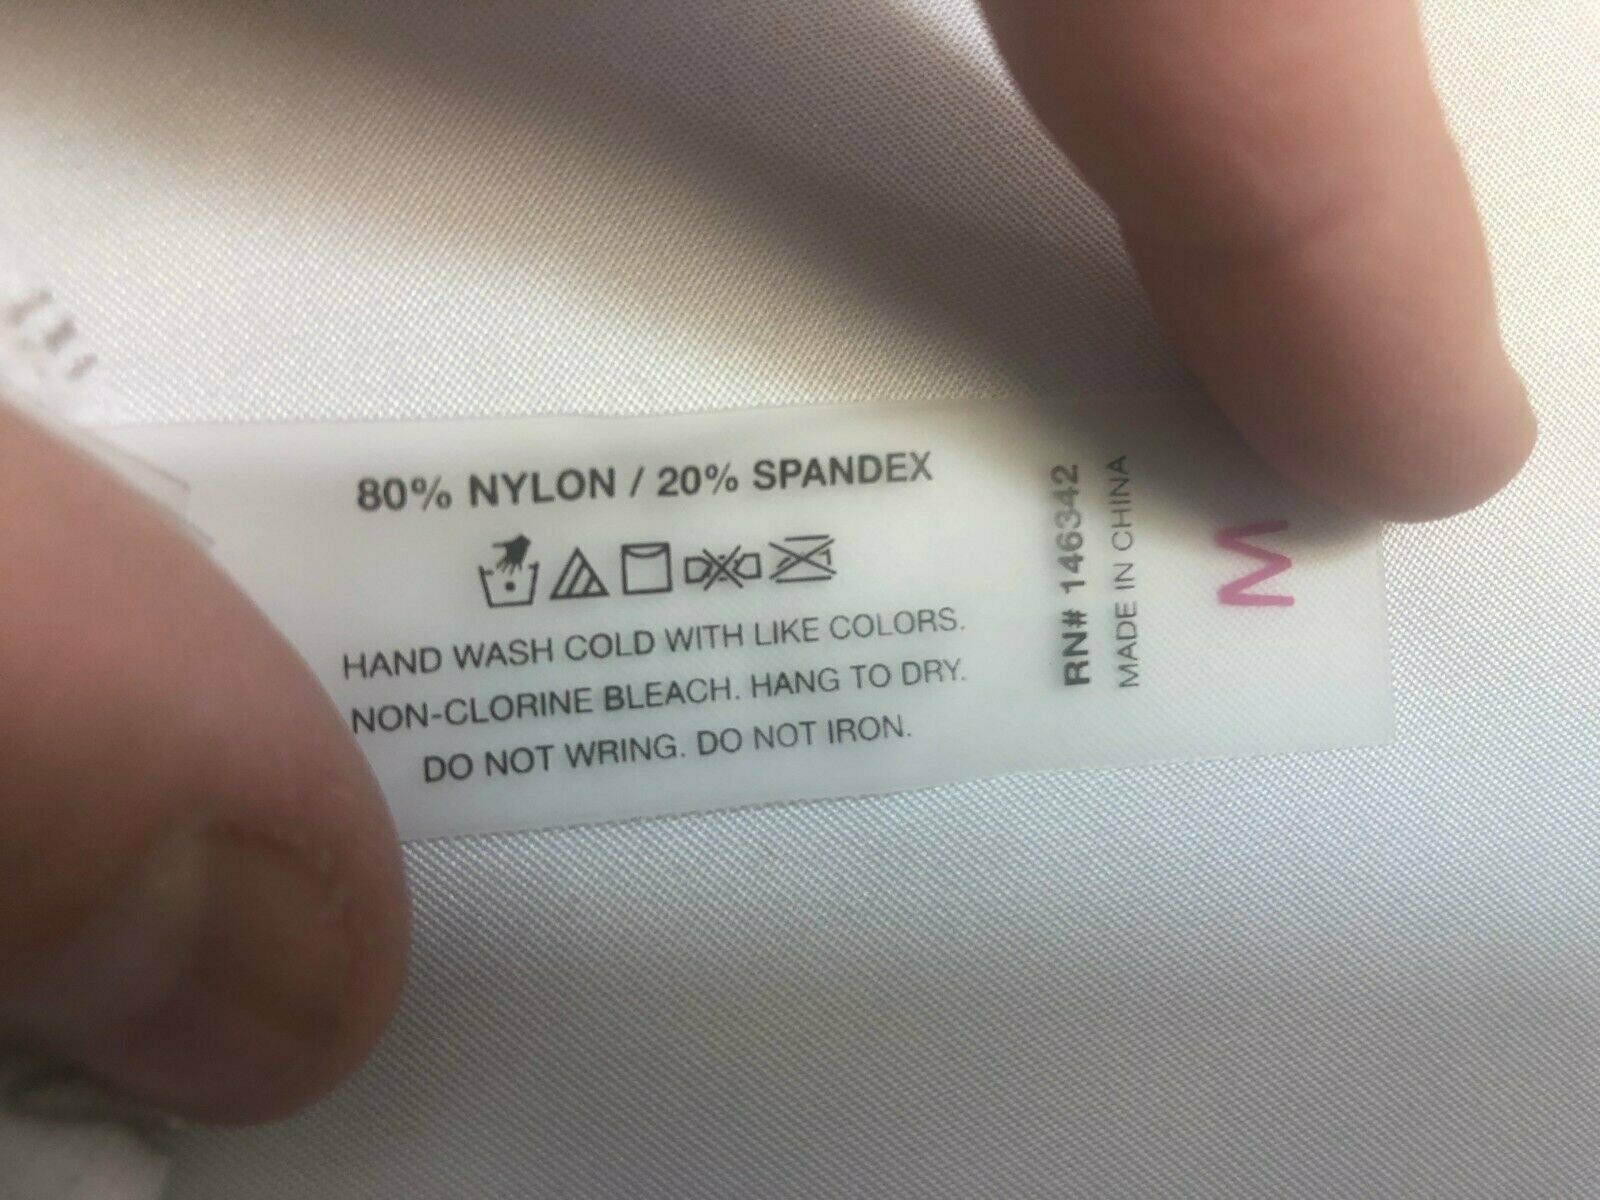 80% NYLON / 20% SPANDEX
HAND WASH COLD WITH LIKE COLORS.
NON-CLORINE BLEACH. HANG TO DRY.
DO NOT WRING. DO NOT IRON.
RN# 146342
MADE IN CHINA
M